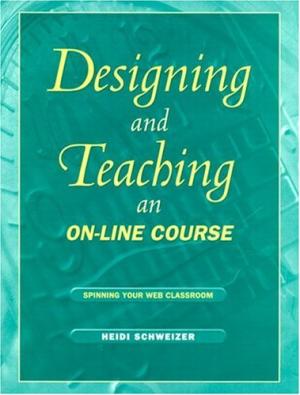 Designing
and
Teaching
an
ON-LINE COURSE
SPINNING YOUR WEB CLASSROOM
HEIDI SCHWEIZER